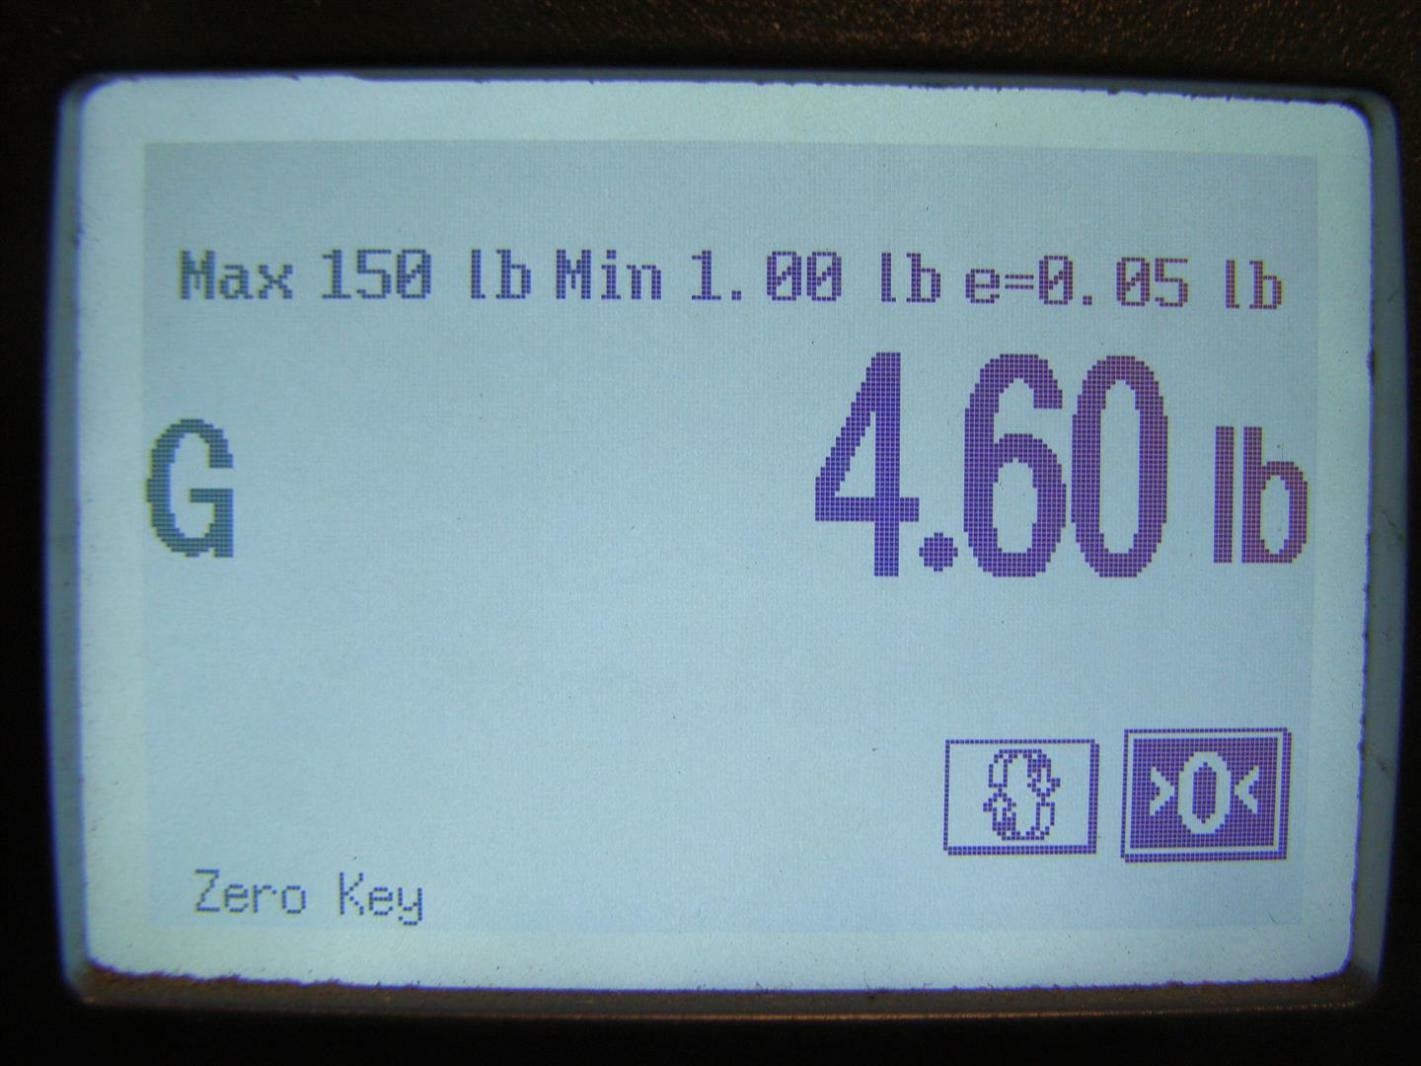 Max 150 lb Min 1.00 lb e=0.05 lb
G 4.60 lb
>0<
Zero Key